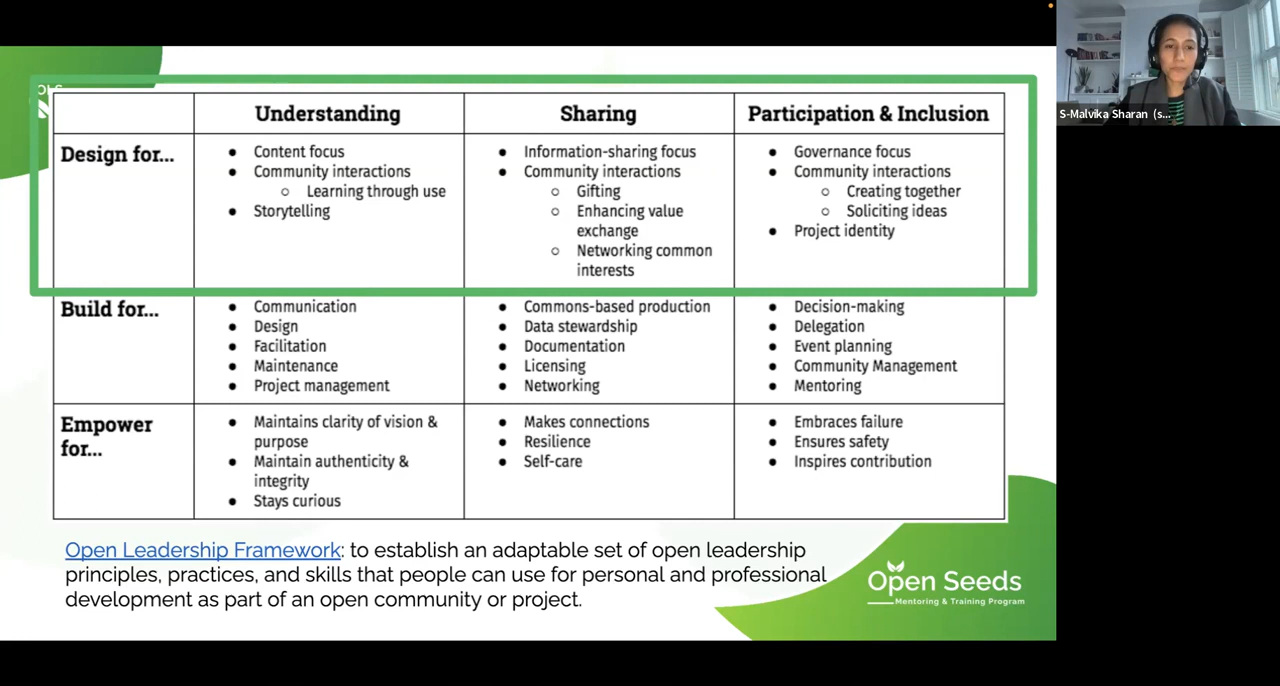 OLS
Understanding
Sharing
Participation & Inclusion
Design for...
● Content focus
● Community interactions
○ Learning through use
● Storytelling
● Information-sharing focus
● Community interactions
○ Gifting
○ Enhancing value
exchange
○ Networking common
interests
● Governance focus
● Community interactions
○ Creating together
○ Soliciting ideas
● Project identity
Build for...
● Communication
● Design
● Facilitation
● Maintenance
● Project management
● Commons-based production
● Data stewardship
● Documentation
● Licensing
● Networking
● Decision-making
● Delegation
● Event planning
● Community Management
● Mentoring
Empower
for...
● Maintains clarity of vision &
purpose
● Maintain authenticity &
integrity
● Stays curious
● Makes connections
● Resilience
● Self-care
● Embraces failure
● Ensures safety
● Inspires contribution
Open Leadership Framework: to establish an adaptable set of open leadership
principles, practices, and skills that people can use for personal and professional
development as part of an open community or project.
Open Seeds
Mentoring & Training Program
S-Malvika Sharan (s...